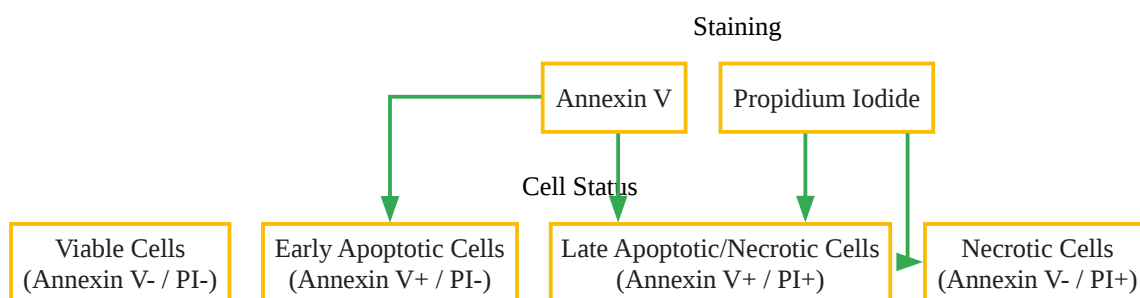 Staining
Annexin V
Propidium Iodide
Cell Status
Viable Cells
(Annexin V- / PI-)
Early Apoptotic Cells
(Annexin V+ / PI-)
Late Apoptotic/Necrotic Cells
(Annexin V+ / PI+)
Necrotic Cells
(Annexin V- / PI+)